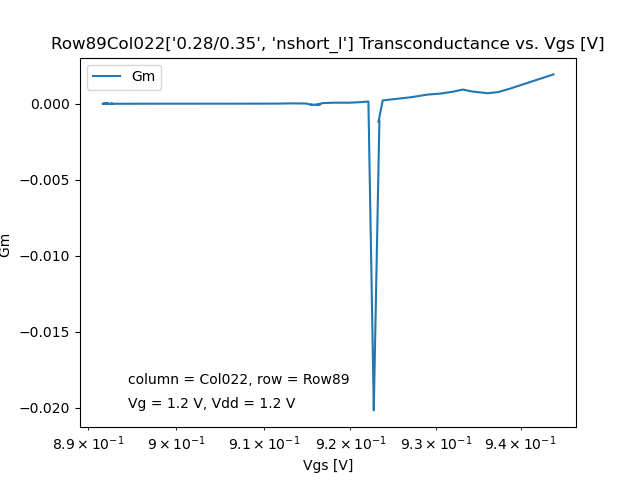 Row89Col022['0.28/0.35', 'nshort_l'] Transconductance vs. Vgs [V]
Gm
0.000
−0.005
−0.010
−0.015
−0.020
Gm
column = Col022, row = Row89
Vg = 1.2 V, Vdd = 1.2 V
8.9 × 10⁻¹ 9 × 10⁻¹ 9.1 × 10⁻¹ 9.2 × 10⁻¹ 9.3 × 10⁻¹ 9.4 × 10⁻¹
Vgs [V]